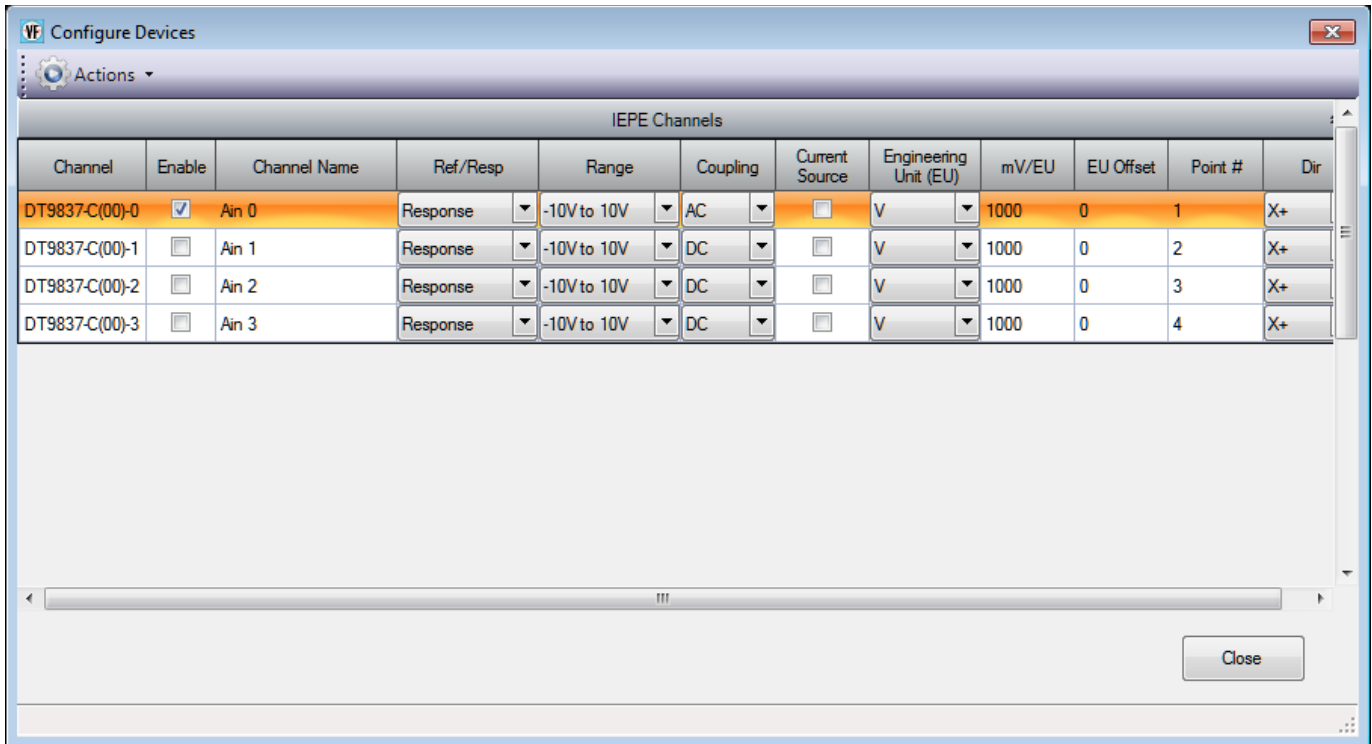 VF Configure Devices
Actions
IEPE Channels
Channel Enable Channel Name Ref/Resp Range Coupling Current Source Engineering Unit (EU) mV/EU EU Offset Point # Dir
DT9837-C(00)-0 Ain 0 Response -10V to 10V AC V 1000 0 1 X+
DT9837-C(00)-1 Ain 1 Response -10V to 10V DC V 1000 0 2 X+
DT9837-C(00)-2 Ain 2 Response -10V to 10V DC V 1000 0 3 X+
DT9837-C(00)-3 Ain 3 Response -10V to 10V DC V 1000 0 4 X+
Close